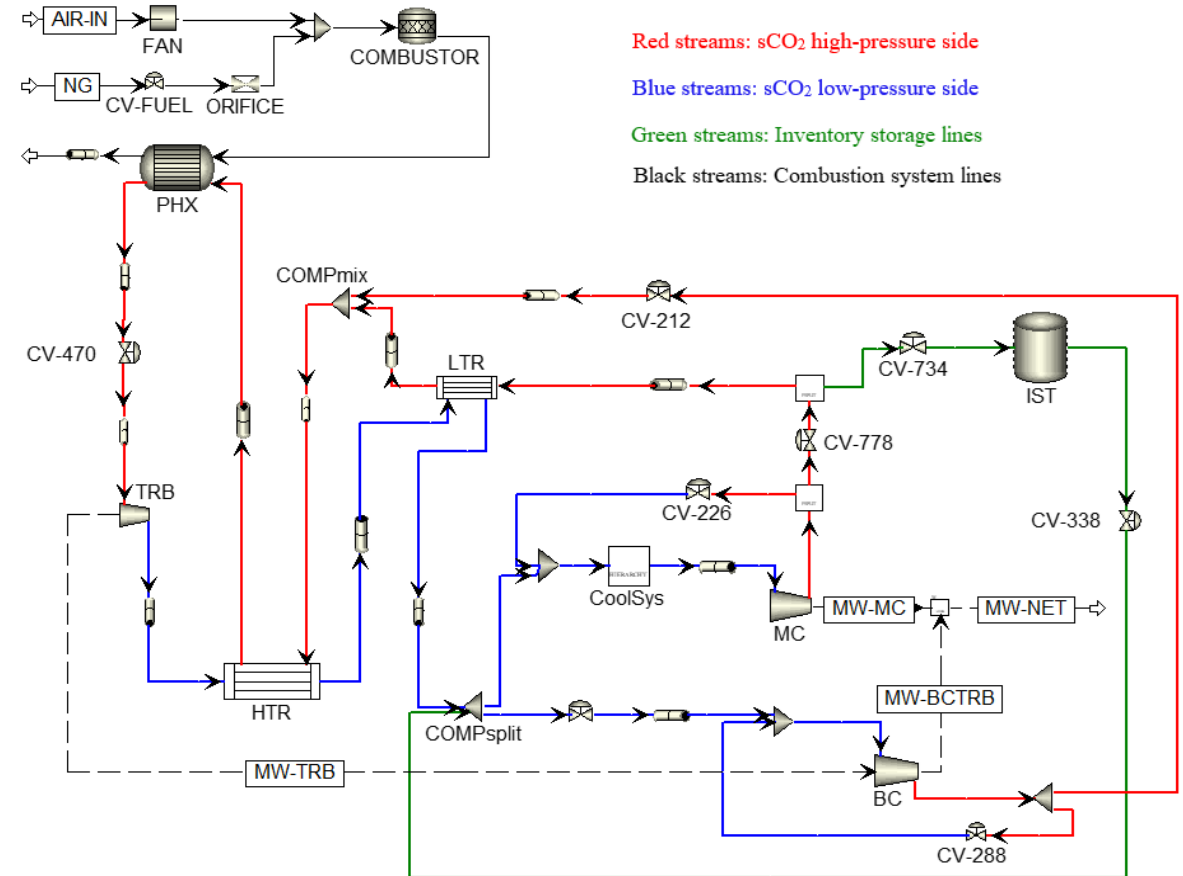 AIR-IN
FAN
COMBUSTOR
Red streams: sCO₂ high-pressure side
NG
CV-FUEL
ORIFICE
Blue streams: sCO₂ low-pressure side
Green streams: Inventory storage lines
Black streams: Combustion system lines
PHX
COMPmix
CV-212
CV-470
LTR
CV-734
IST
CV-778
TRB
CV-226
CV-338
HIERARCHY
CoolSys
MC
MW-MC
MW-NET
HTR
MW-BCTRB
COMPsplit
MW-TRB
BC
CV-288